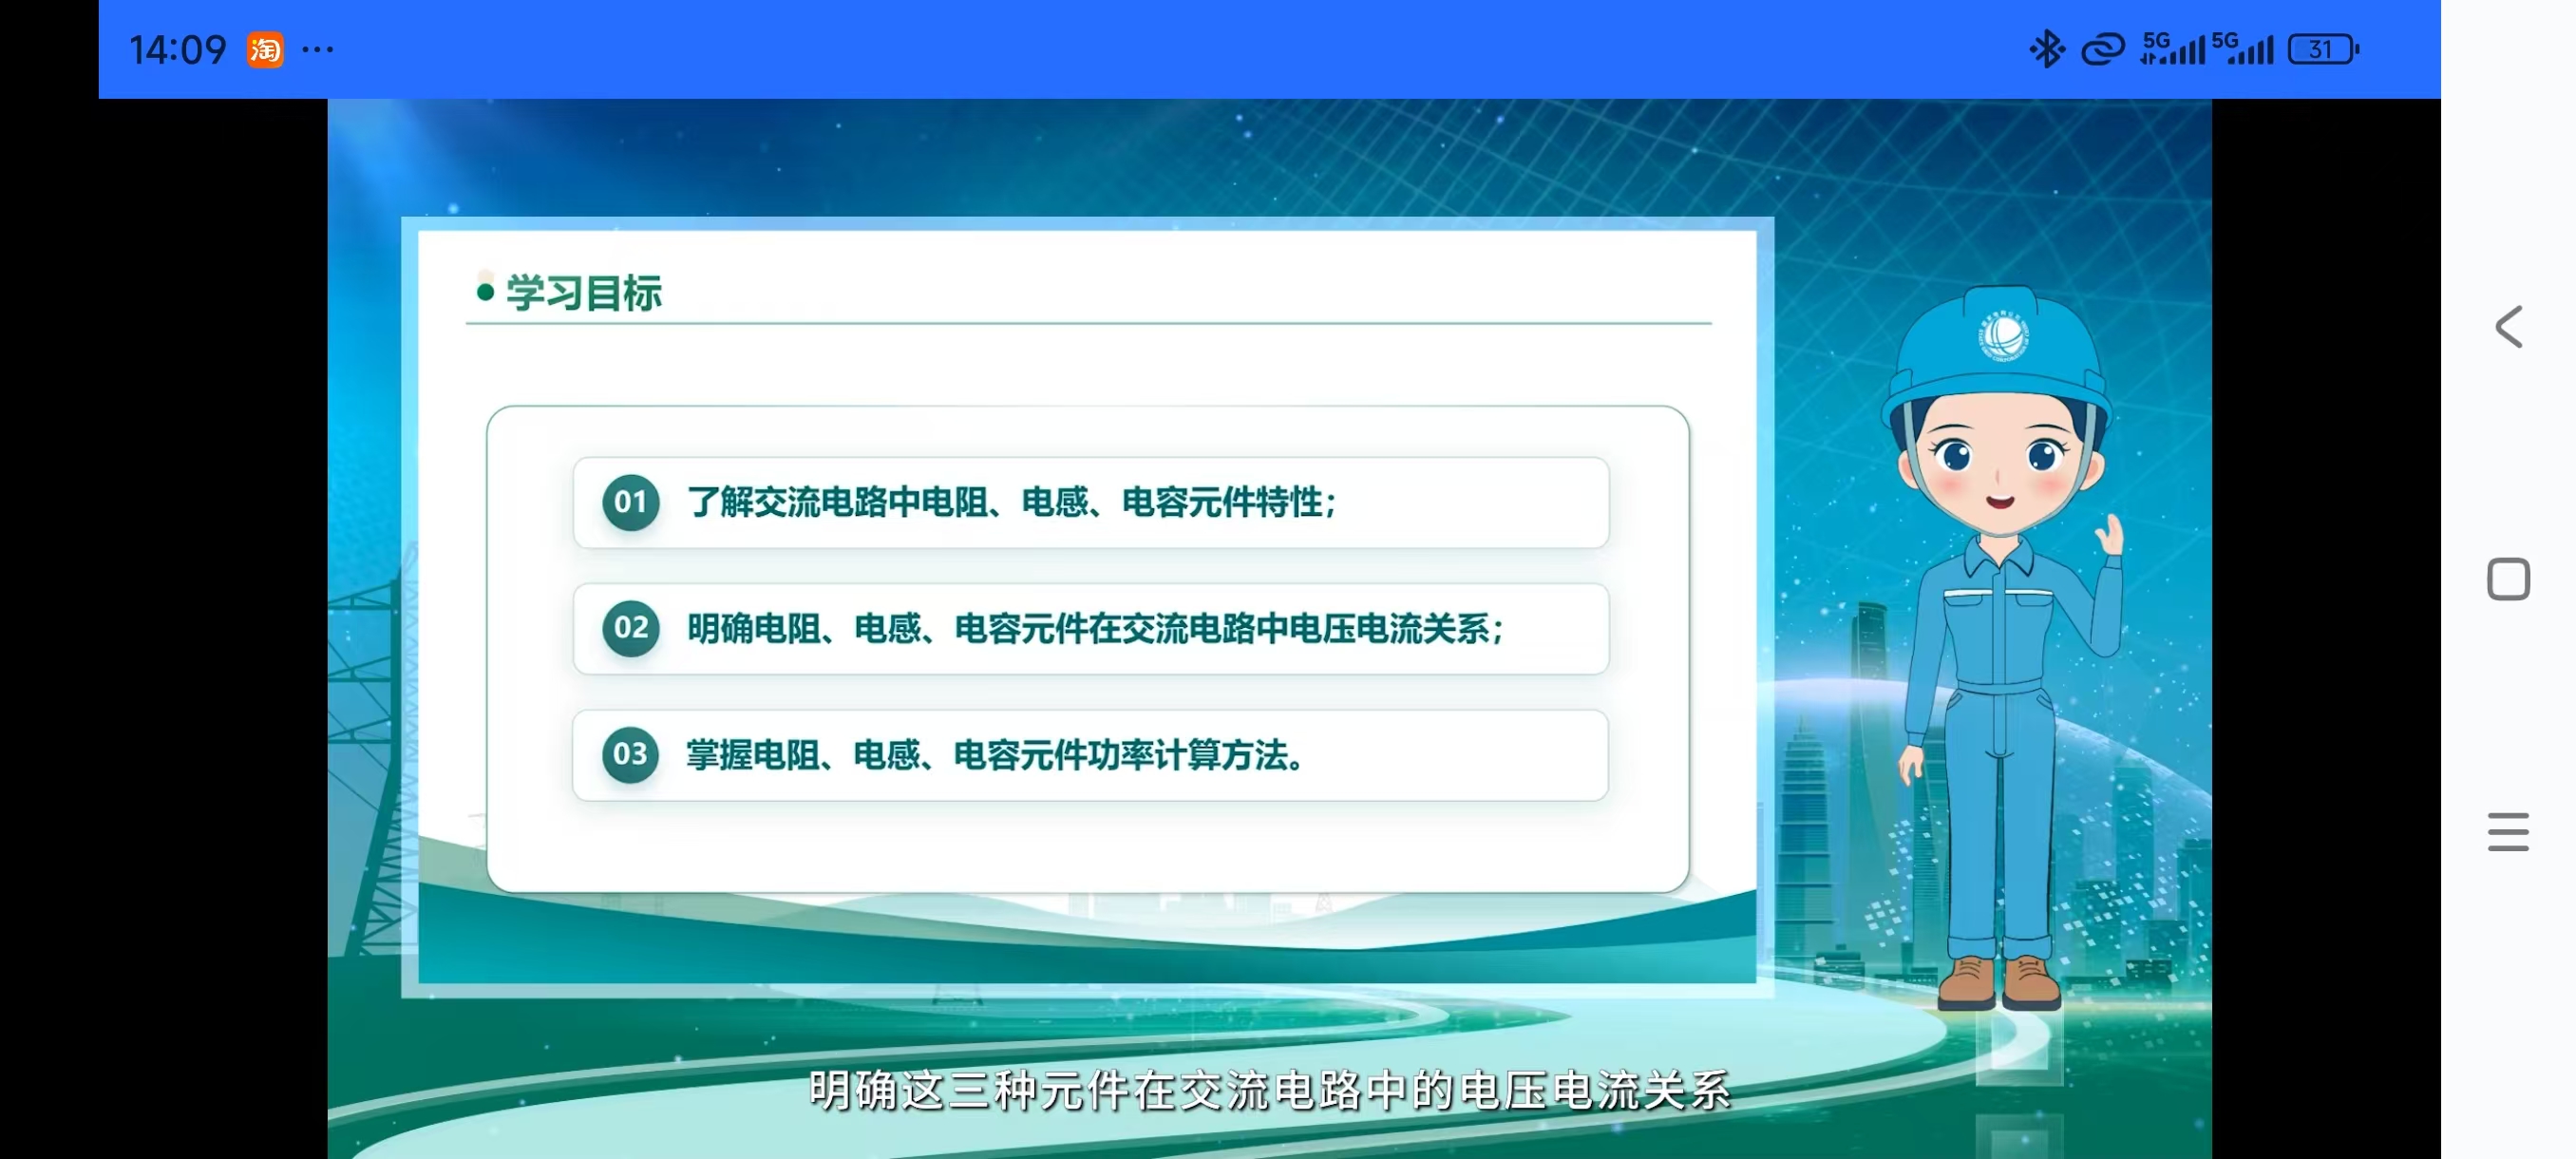 14:09 淘 ...
5G 5G 31
学习目标
01 了解交流电路中电阻、电感、电容元件特性；
02 明确电阻、电感、电容元件在交流电路中电压电流关系；
03 掌握电阻、电感、电容元件功率计算方法。
明确这三种元件在交流电路中的电压电流关系